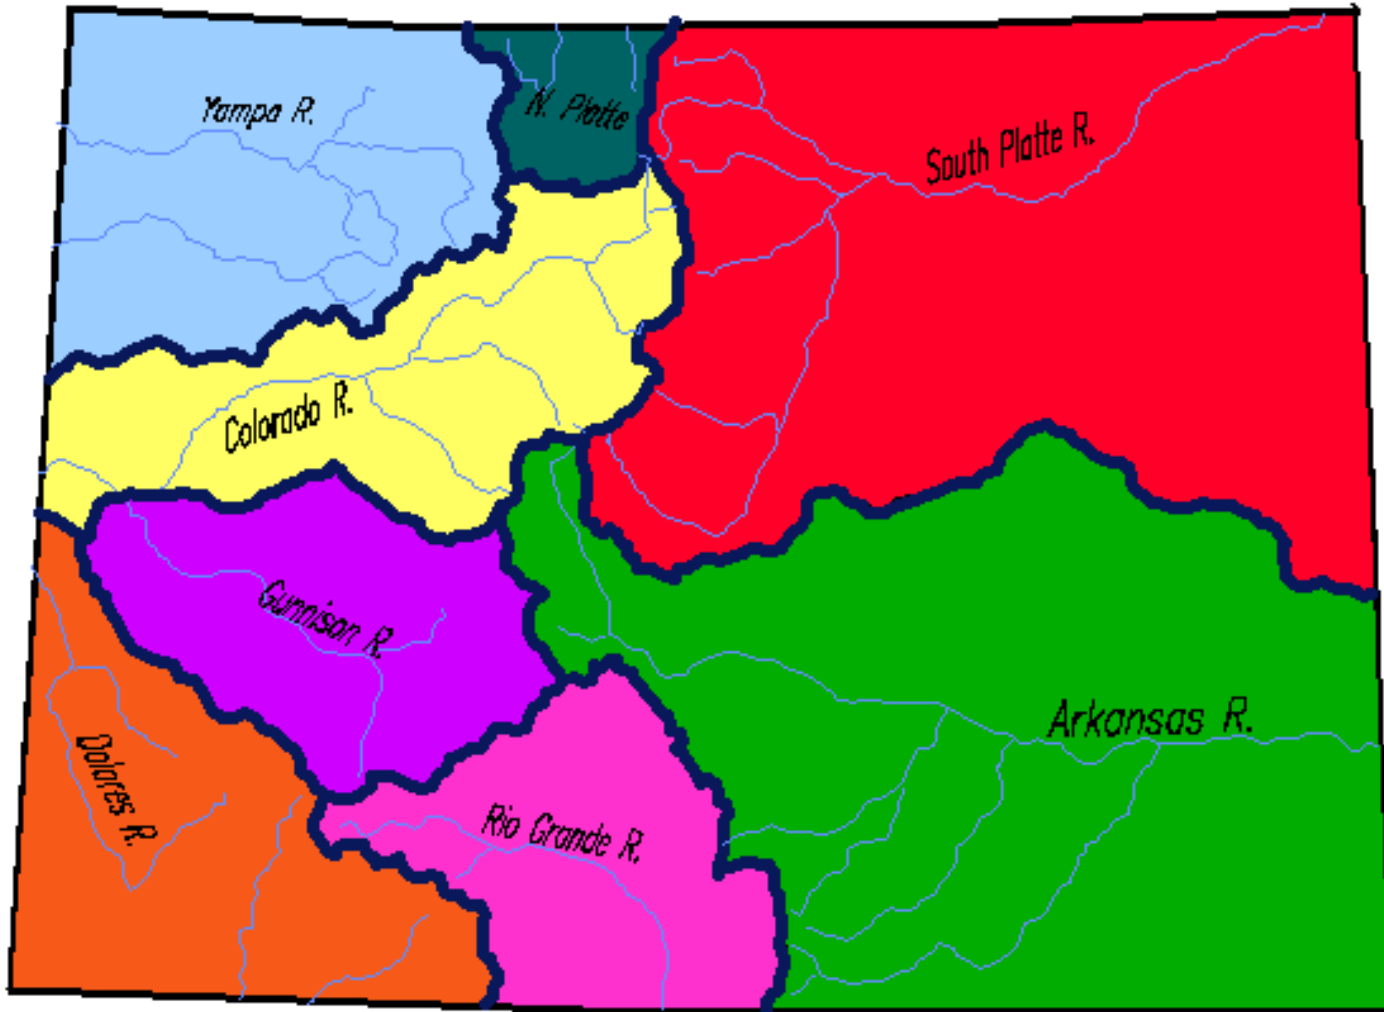 Yampa R.
N. Platte
South Platte R.
Colorado R.
Gunnison R.
Arkansas R.
Dolores R.
Rio Grande R.